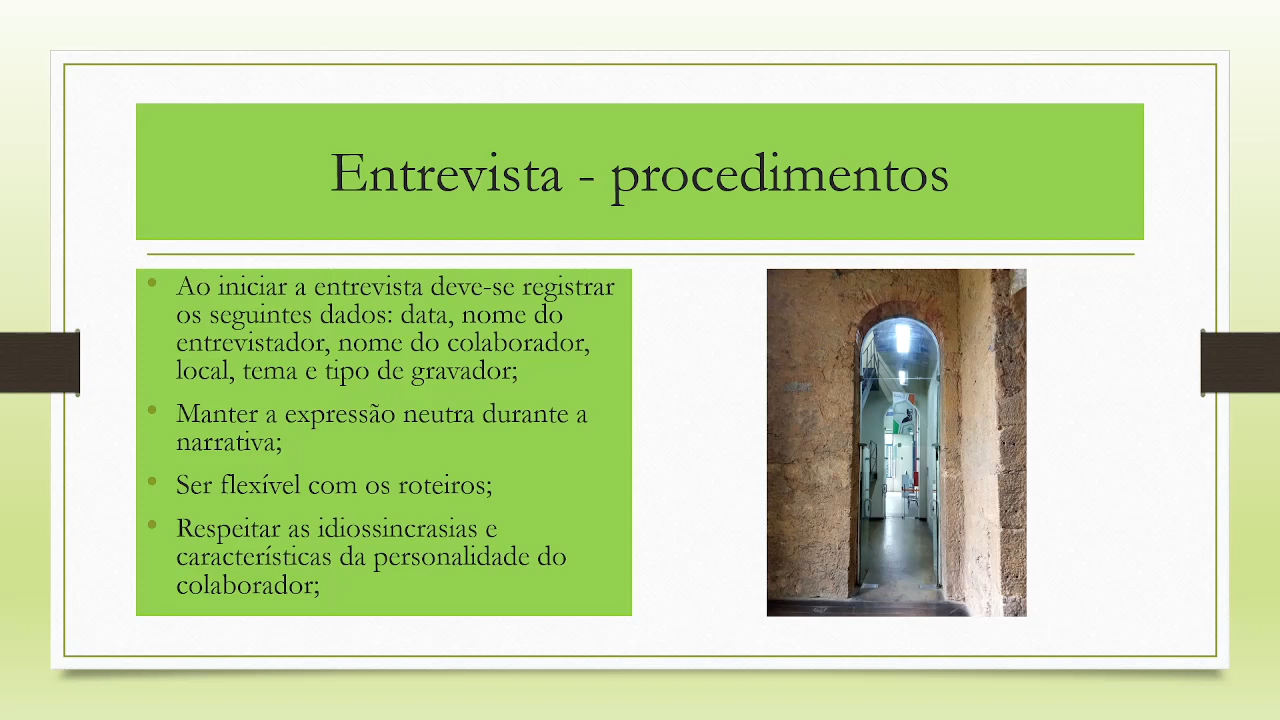 Entrevista - procedimentos
• Ao iniciar a entrevista deve-se registrar
os seguintes dados: data, nome do
entrevistador, nome do colaborador,
local, tema e tipo de gravador;
• Manter a expressão neutra durante a
narrativa;
• Ser flexível com os roteiros;
• Respeitar as idiossincrasias e
características da personalidade do
colaborador;